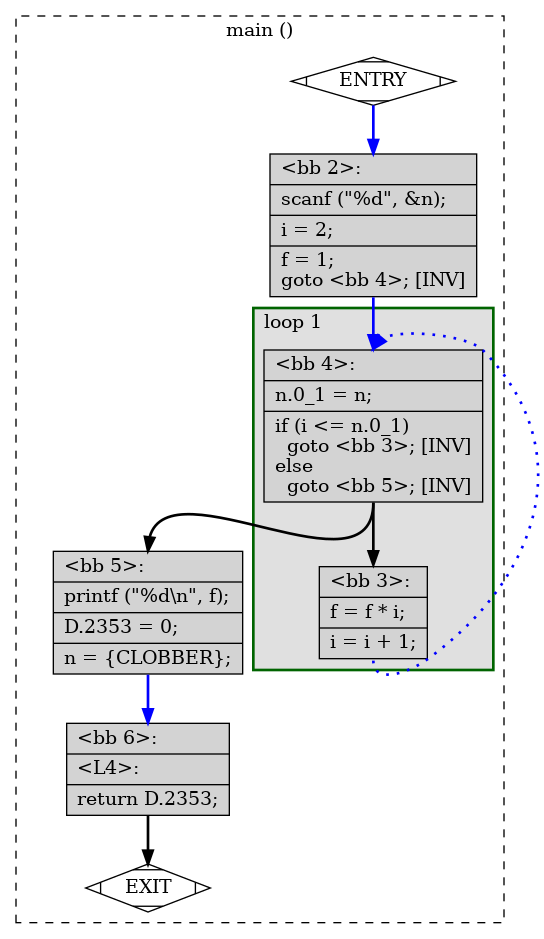 main ()
ENTRY
<bb 2>:
scanf ("%d", &n);
i = 2;
f = 1;
goto <bb 4>; [INV]
loop 1
<bb 4>:
n.0_1 = n;
if (i <= n.0_1)
  goto <bb 3>; [INV]
else
  goto <bb 5>; [INV]
<bb 5>:
printf ("%d\n", f);
D.2353 = 0;
n = {CLOBBER};
<bb 3>:
f = f * i;
i = i + 1;
<bb 6>:
<L4>:
return D.2353;
EXIT